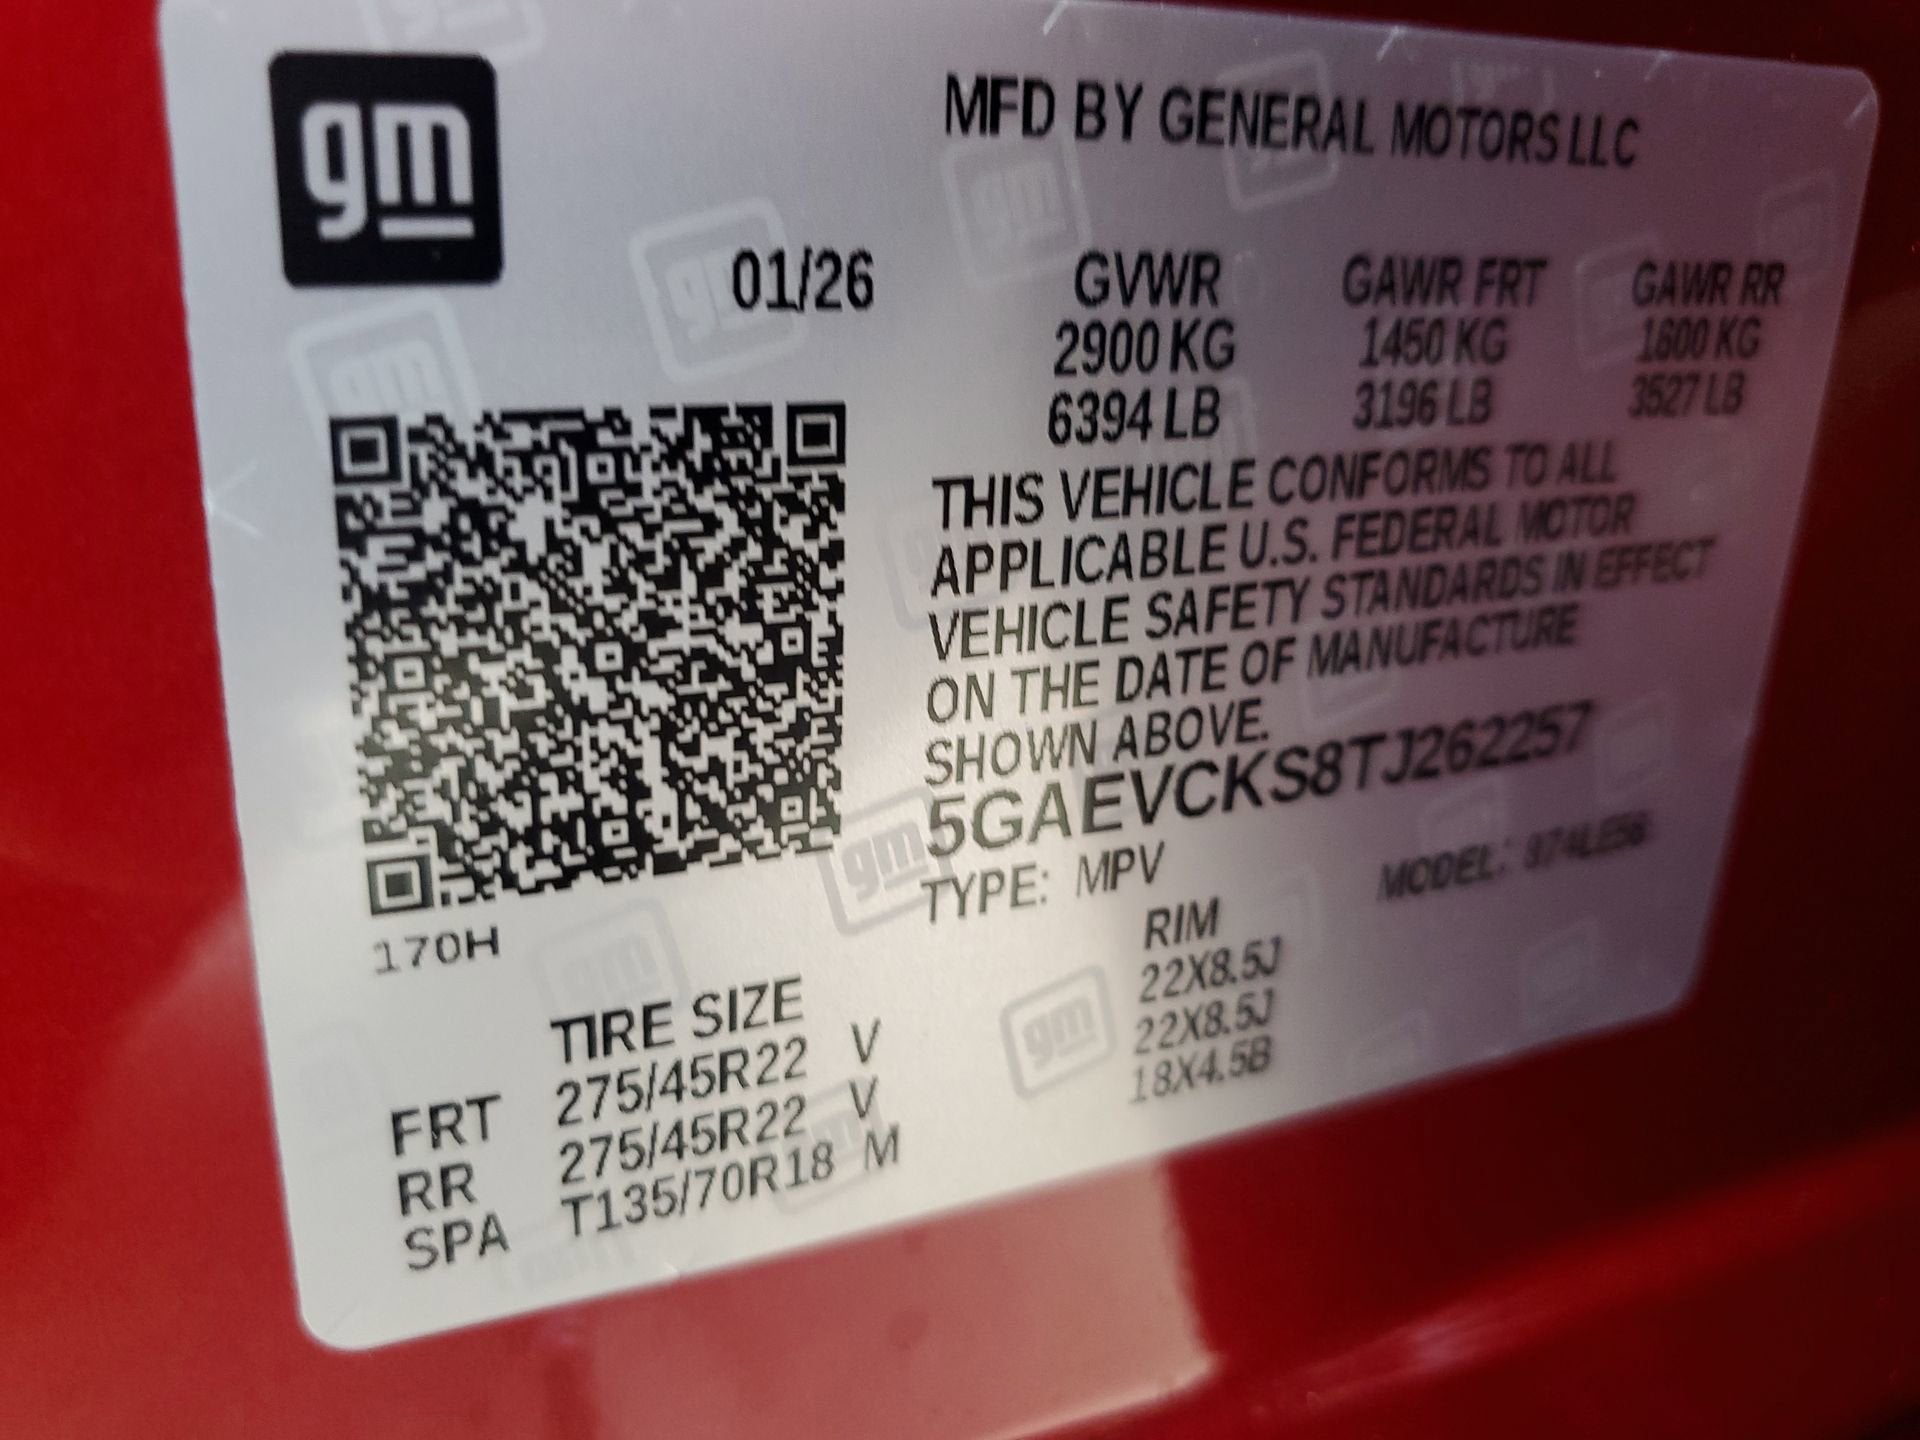 gm
MFD BY GENERAL MOTORS LLC
01/26
GVWR GAWR FRT GAWR RR
2900 KG 1450 KG 1600 KG
6394 LB 3196 LB 3527 LB
THIS VEHICLE CONFORMS TO ALL
APPLICABLE U.S. FEDERAL MOTOR
VEHICLE SAFETY STANDARDS IN EFFECT
ON THE DATE OF MANUFACTURE
SHOWN ABOVE.
5GAEVCKS8TJ262257
TYPE: MPV MODEL:
170H
TIRE SIZE RIM
FRT 275/45R22 V 22X8.5J
RR 275/45R22 V 22X8.5J
SPA T135/70R18 M 18X4.5B